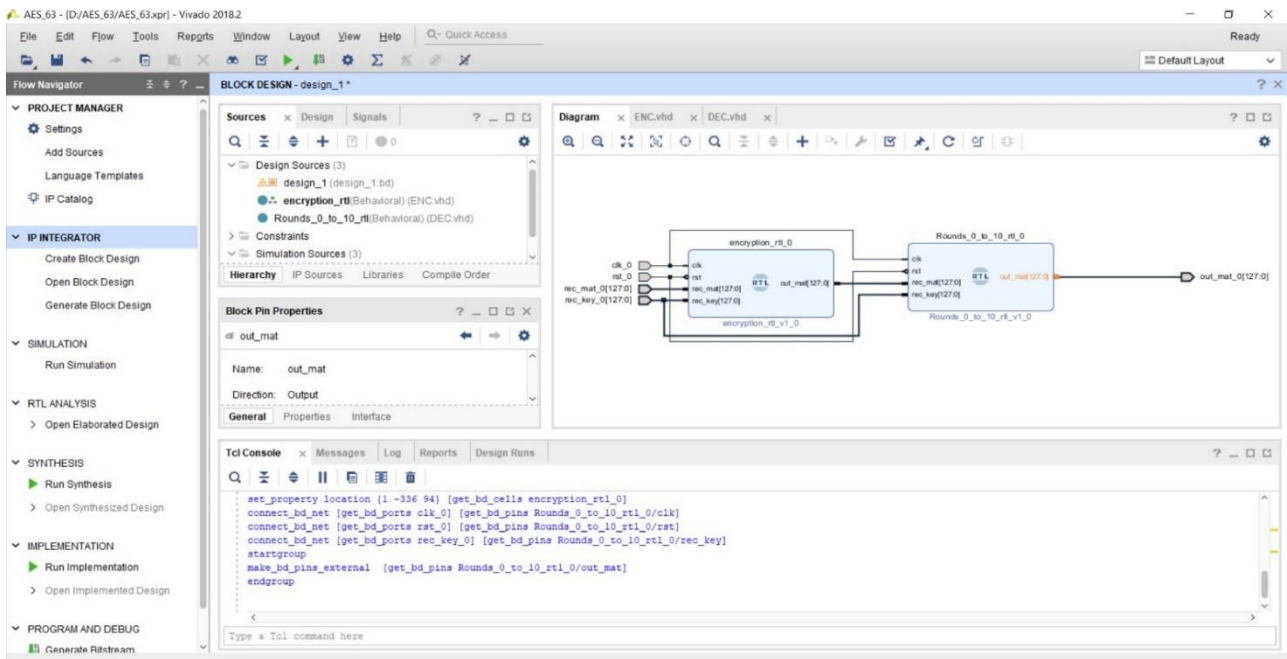 AES_63 - [D:/AES_63/AES_63.xpr] - Vivado 2018.2
File Edit Flow Tools Reports Window Layout View Help Quick Access
Ready
Default Layout
Flow Navigator
PROJECT MANAGER
Settings
Add Sources
Language Templates
IP Catalog
IP INTEGRATOR
Create Block Design
Open Block Design
Generate Block Design
SIMULATION
Run Simulation
RTL ANALYSIS
Open Elaborated Design
SYNTHESIS
Run Synthesis
Open Synthesized Design
IMPLEMENTATION
Run Implementation
Open Implemented Design
PROGRAM AND DEBUG
Generate Bitstream
BLOCK DESIGN - design_1 *
Sources Design Signals
0
Design Sources (3)
design_1 (design_1.bd)
encryption_rtl(Behavioral) (ENC.vhd)
Rounds_0_to_10_rtl(Behavioral) (DEC.vhd)
Constraints
Simulation Sources (3)
Hierarchy IP Sources Libraries Compile Order
Block Pin Properties
out_mat
Name: out_mat
Direction: Output
General Properties Interface
Diagram ENC.vhd DEC.vhd
encryption_rtl_0
clk_0
rst_0
rec_mat_0[127:0]
rec_key_0[127:0]
clk
rst
rec_mat[127:0]
rec_key[127:0]
RTL
out_mat[127:0]
encryption_rtl_v1_0
Rounds_0_to_10_rtl_0
clk
rst
rec_mat[127:0]
rec_key[127:0]
RTL
out_mat[127:0]
Rounds_0_to_10_rtl_v1_0
out_mat_0[127:0]
Tcl Console Messages Log Reports Design Runs
set_property location {1 -336 94} [get_bd_cells encryption_rtl_0]
connect_bd_net [get_bd_ports clk_0] [get_bd_pins Rounds_0_to_10_rtl_0/clk]
connect_bd_net [get_bd_ports rst_0] [get_bd_pins Rounds_0_to_10_rtl_0/rst]
connect_bd_net [get_bd_ports rec_key_0] [get_bd_pins Rounds_0_to_10_rtl_0/rec_key]
startgroup
make_bd_pins_external [get_bd_pins Rounds_0_to_10_rtl_0/out_mat]
endgroup
Type a Tcl command here